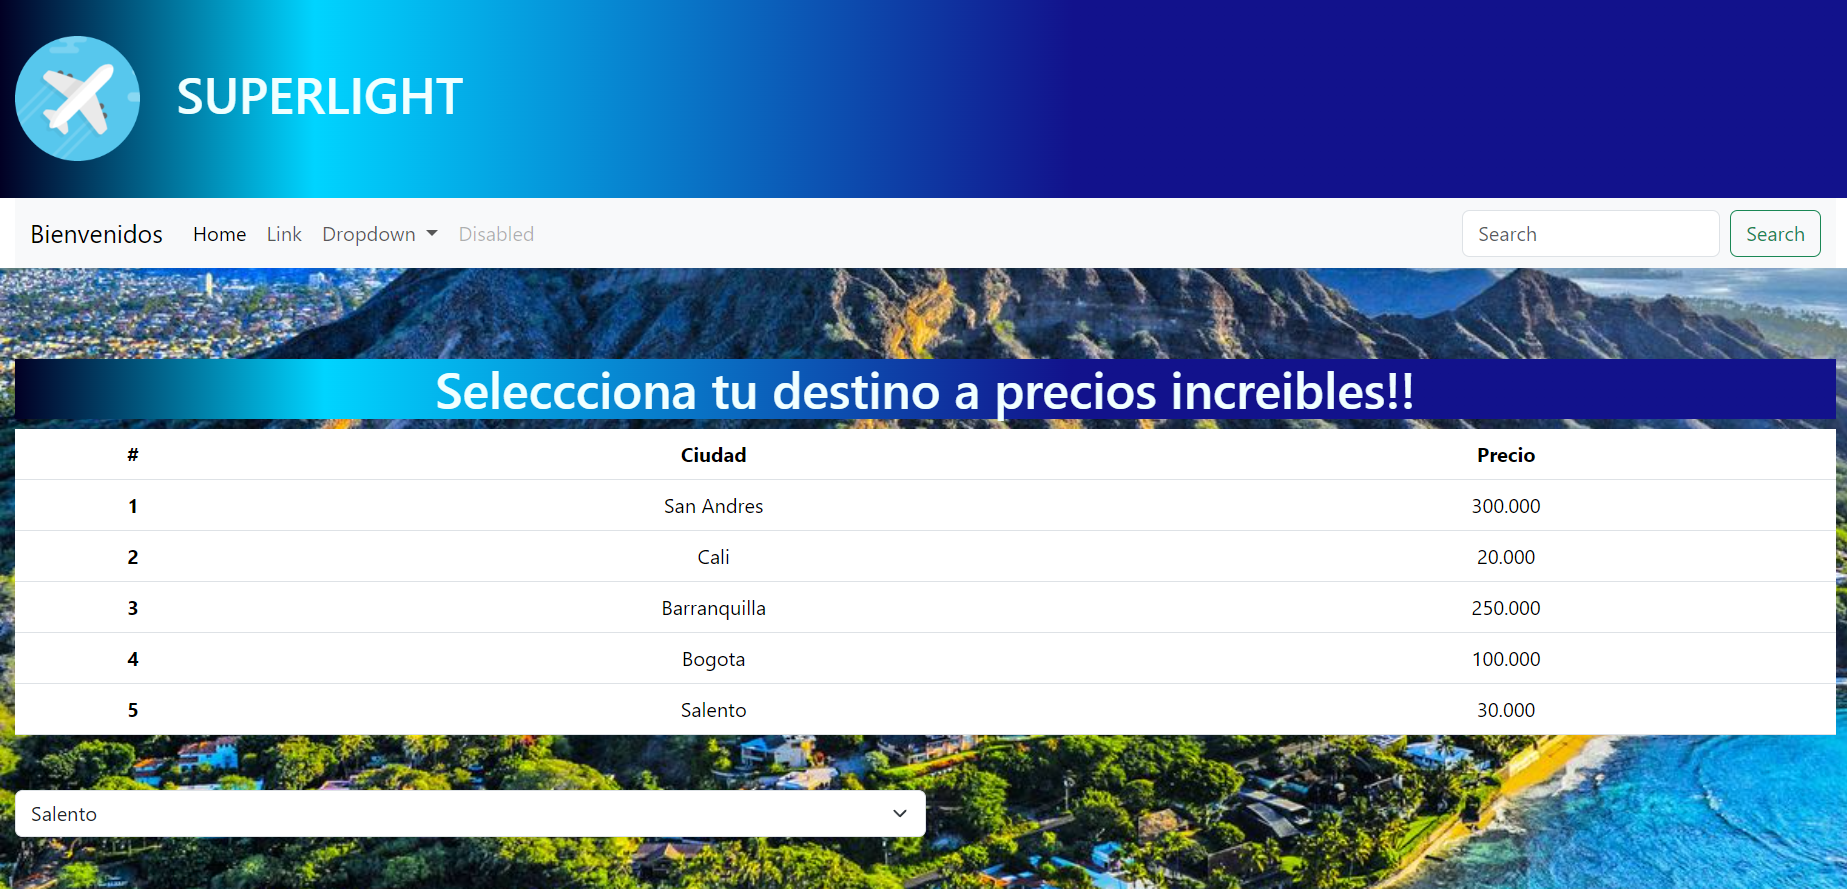 SUPERLIGHT
Bienvenidos Home Link Dropdown Disabled Search Search
Seleccciona tu destino a precios increibles!!
# Ciudad Precio
1 San Andres 300.000
2 Cali 20.000
3 Barranquilla 250.000
4 Bogota 100.000
5 Salento 30.000
Salento